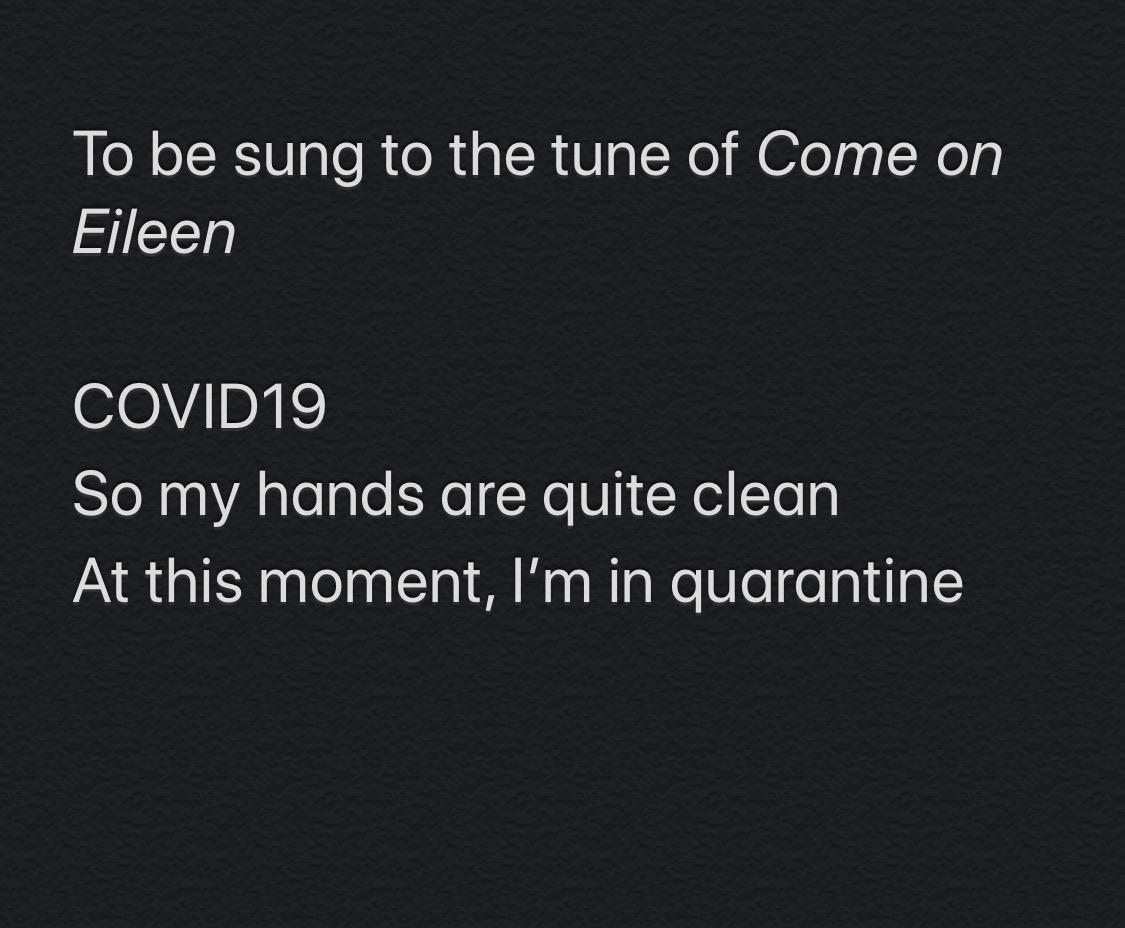 To be sung to the tune of Come on
Eileen
COVID19
So my hands are quite clean
At this moment, I’m in quarantine